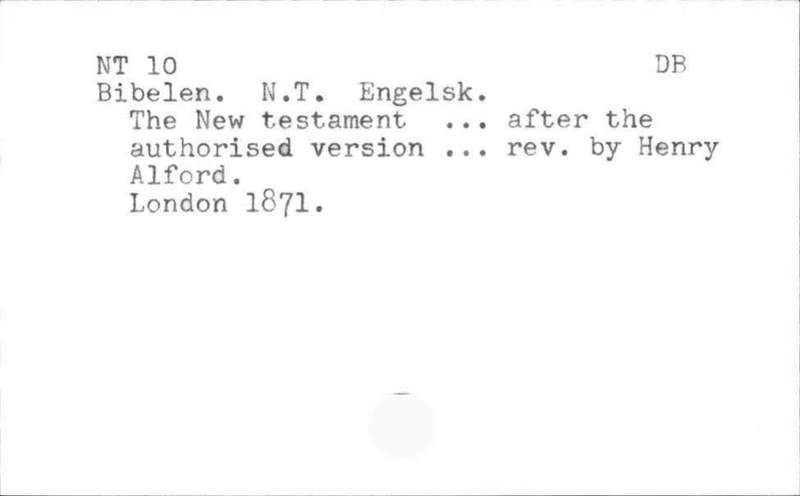 NT 10 DB
Bibelen. N.T. Engelsk.
The New testament ... after the
authorised version ... rev. by Henry
Alford.
London 1871.